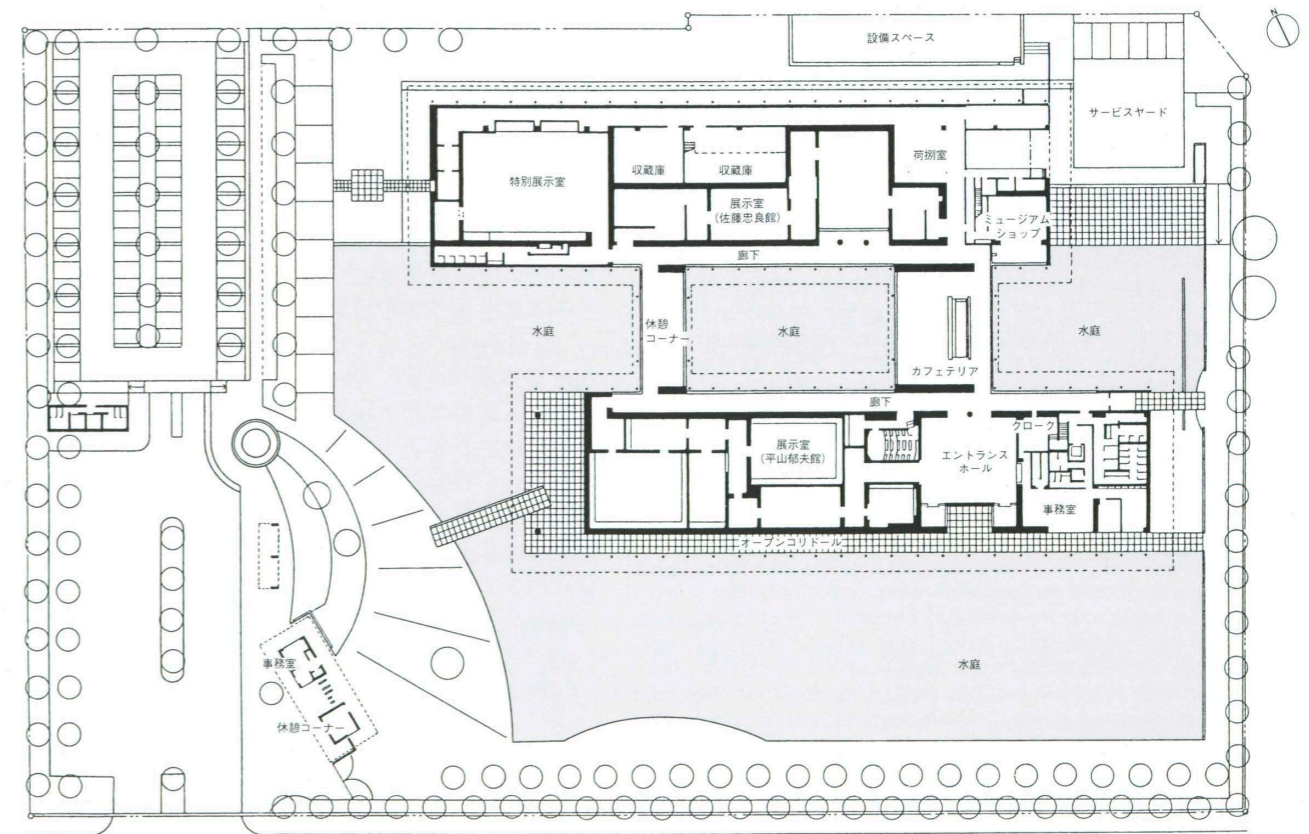 N
設備スペース
サービスヤード
荷捌室
特別展示室
収蔵庫
収蔵庫
展示室
(佐藤忠良館)
ミュージアム
ショップ
廊下
水庭
休憩
コーナー
水庭
カフェテリア
水庭
廊下
クローク
展示室
(平山郁夫館)
エントランス
ホール
事務室
オープンコリドール
水庭
事務室
休憩コーナー